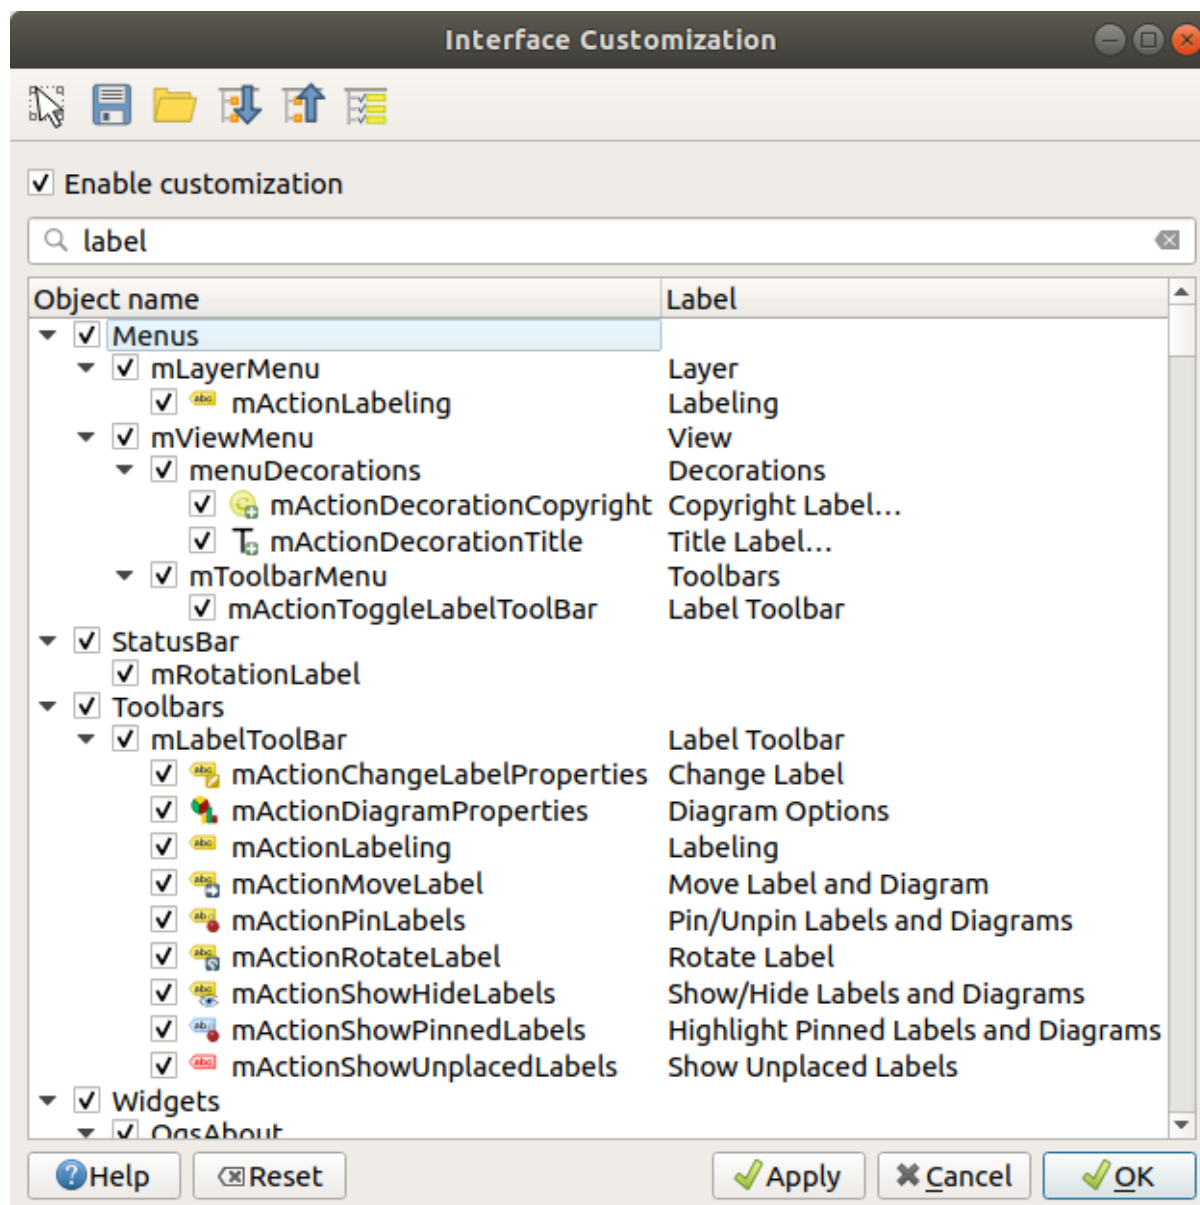 Interface Customization
Enable customization
label
Object name Label
Menus
mLayerMenu Layer
mActionLabeling Labeling
mViewMenu View
menuDecorations Decorations
mActionDecorationCopyright Copyright Label...
mActionDecorationTitle Title Label...
mToolbarMenu Toolbars
mActionToggleLabelToolBar Label Toolbar
StatusBar
mRotationLabel
Toolbars
mLabelToolBar Label Toolbar
mActionChangeLabelProperties Change Label
mActionDiagramProperties Diagram Options
mActionLabeling Labeling
mActionMoveLabel Move Label and Diagram
mActionPinLabels Pin/Unpin Labels and Diagrams
mActionRotateLabel Rotate Label
mActionShowHideLabels Show/Hide Labels and Diagrams
mActionShowPinnedLabels Highlight Pinned Labels and Diagrams
mActionShowUnplacedLabels Show Unplaced Labels
Widgets
QgsAbout
Help Reset Apply Cancel OK